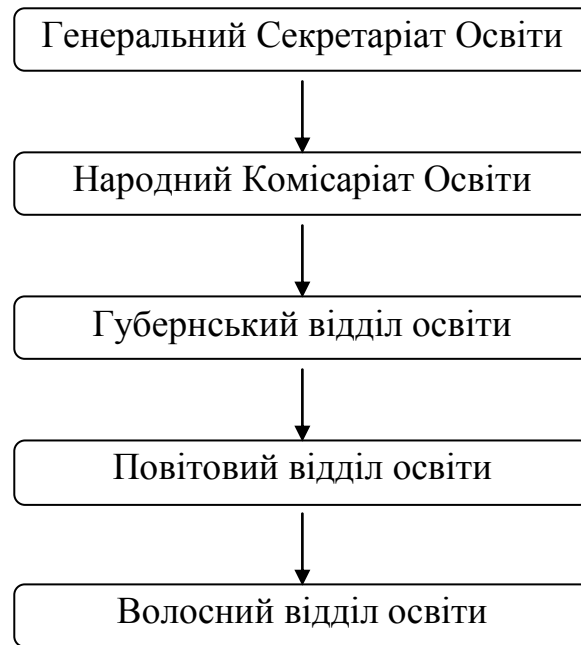 Генеральний Секретаріат Освіти
Народний Комісаріат Освіти
Губернський відділ освіти
Повітовий відділ освіти
Волосний відділ освіти